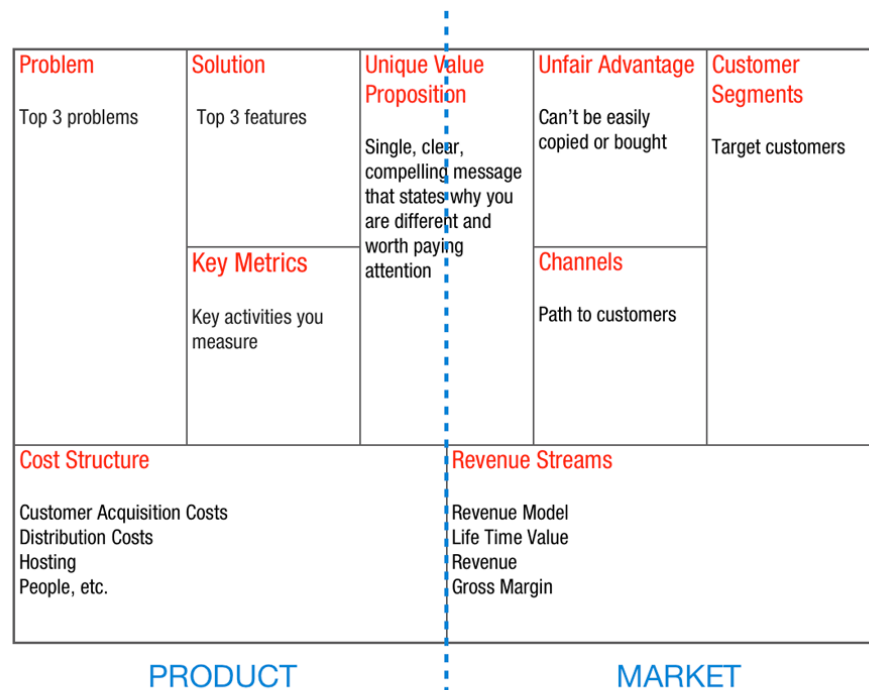 Problem
Top 3 problems
Solution
Top 3 features
Key Metrics
Key activities you
measure
Unique Value
Proposition
Single, clear,
compelling message
that states why you
are different and
worth paying
attention
Unfair Advantage
Can't be easily
copied or bought
Channels
Path to customers
Customer
Segments
Target customers
Cost Structure
Customer Acquisition Costs
Distribution Costs
Hosting
People, etc.
Revenue Streams
Revenue Model
Life Time Value
Revenue
Gross Margin
PRODUCT
MARKET